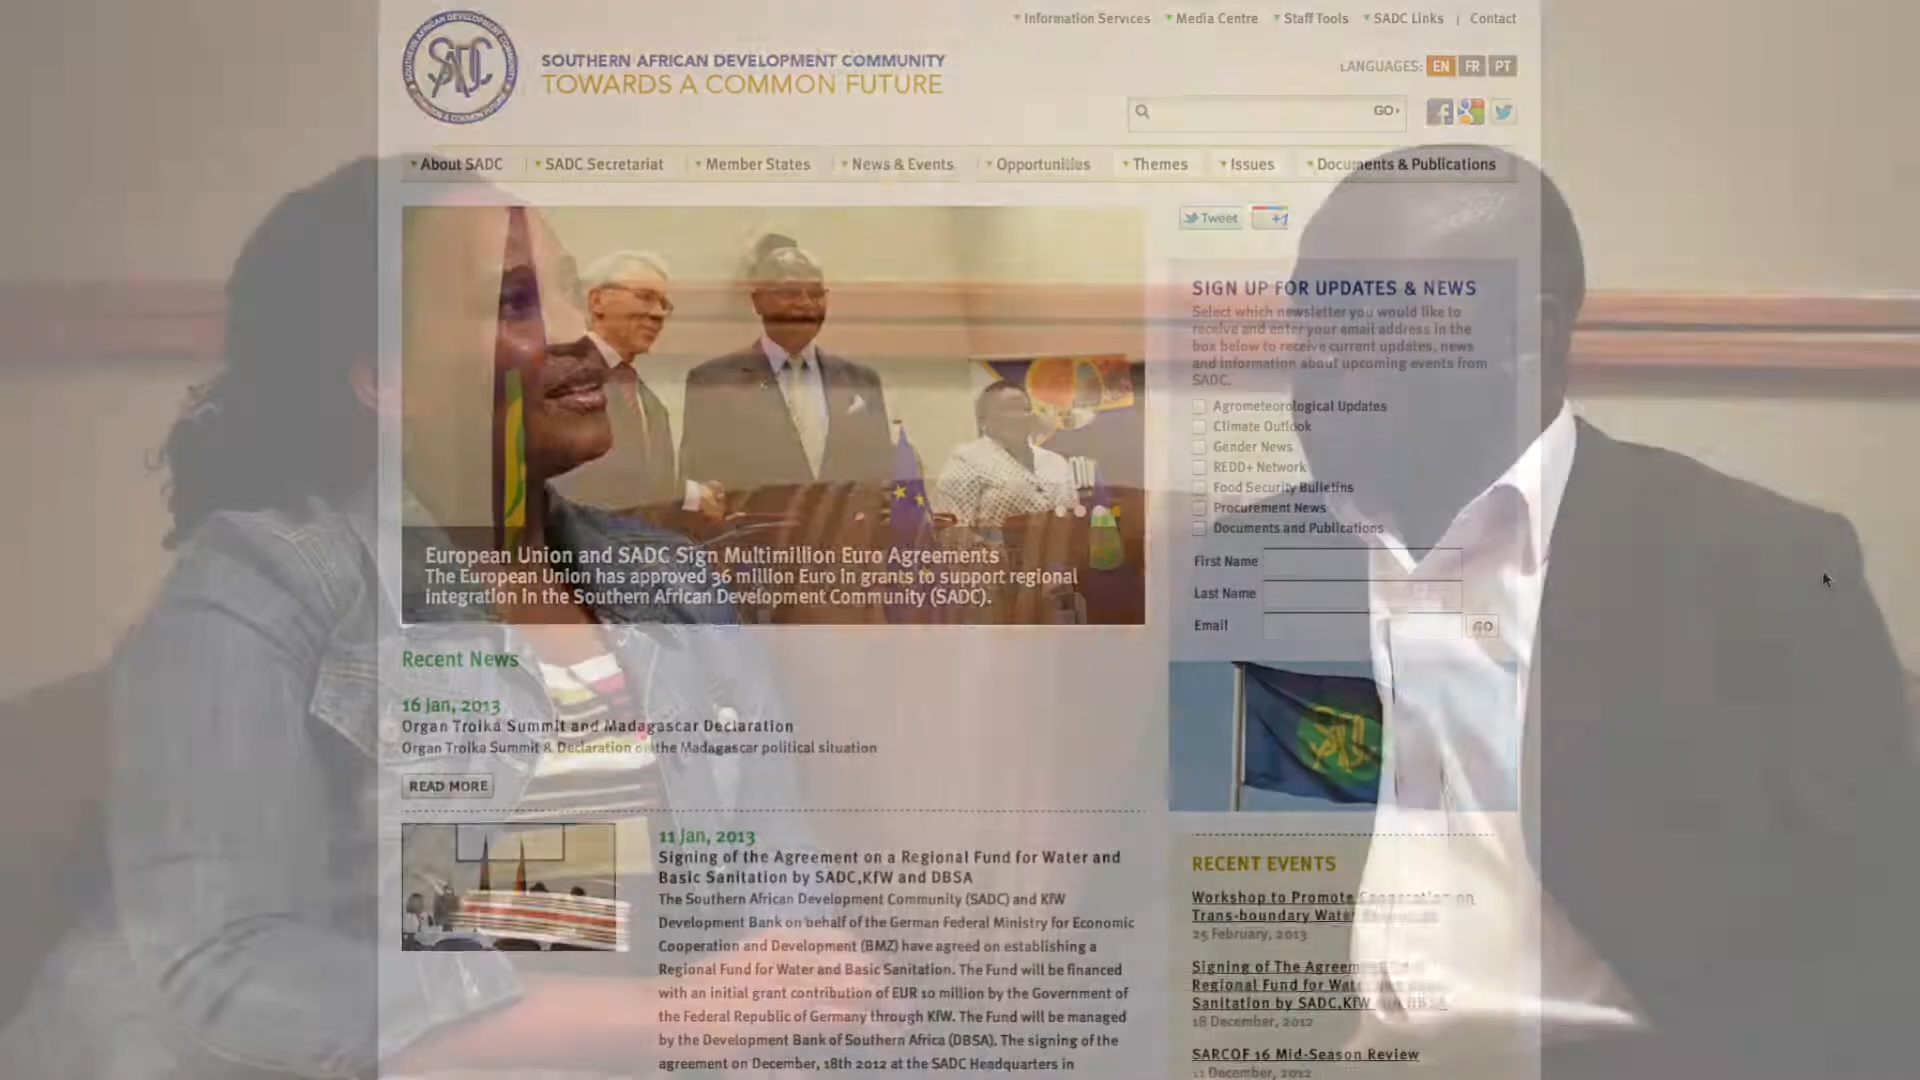 Information Services Media Centre Staff Tools SADC Links | Contact
SADC
SOUTHERN AFRICAN DEVELOPMENT COMMUNITY
TOWARDS A COMMON FUTURE
LANGUAGES: EN FR PT
GO
About SADC SADC Secretariat Member States News & Events Opportunities Themes Issues Documents & Publications
Tweet +1
European Union and SADC Sign Multimillion Euro Agreements
The European Union has approved 36 million Euro in grants to support regional
integration in the Southern African Development Community (SADC).
SIGN UP FOR UPDATES & NEWS
Select which newsletter you would like to
receive and enter your email address in the
box below to receive current updates, news
and information about upcoming events from
SADC.
Agrometeorological Updates
Climate Outlook
Gender News
REDD+ Network
Food Security Bulletins
Procurement News
Documents and Publications
First Name
Last Name
Email GO
Recent News
16 Jan, 2013
Organ Troika Summit and Madagascar Declaration
Organ Troika Summit & Declaration on the Madagascar political situation
READ MORE
11 Jan, 2013
Signing of the Agreement on a Regional Fund for Water and
Basic Sanitation by SADC,KfW and DBSA
The Southern African Development Community (SADC) and KfW
Development Bank on behalf of the German Federal Ministry for Economic
Cooperation and Development (BMZ) have agreed on establishing a
Regional Fund for Water and Basic Sanitation. The Fund will be financed
with an initial grant contribution of EUR 10 million by the Government of
the Federal Republic of Germany through KfW. The Fund will be managed
by the Development Bank of Southern Africa (DBSA). The signing of the
agreement on December, 18th 2012 at the SADC Headquarters in
RECENT EVENTS
Workshop to Promote Cooperation on
Trans-boundary Water
25 February, 2013
Signing of The Agreement
Regional Fund for Water
Sanitation by SADC,KfW and DBSA
18 December, 2012
SARCOF 16 Mid-Season Review
11 December, 2012